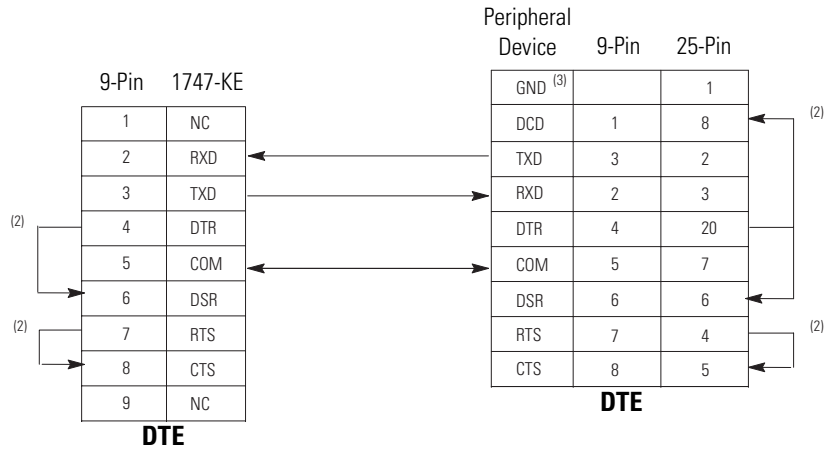 Peripheral
Device 9-Pin 25-Pin
9-Pin 1747-KE
GND (3) 1
DCD 1 8 (2)
1 NC
2 RXD
TXD 3 2
3 TXD
RXD 2 3
(2) 4 DTR
DTR 4 20
5 COM
COM 5 7
6 DSR
DSR 6 6
(2) 7 RTS
RTS 7 4 (2)
8 CTS
CTS 8 5
9 NC
DTE
DTE